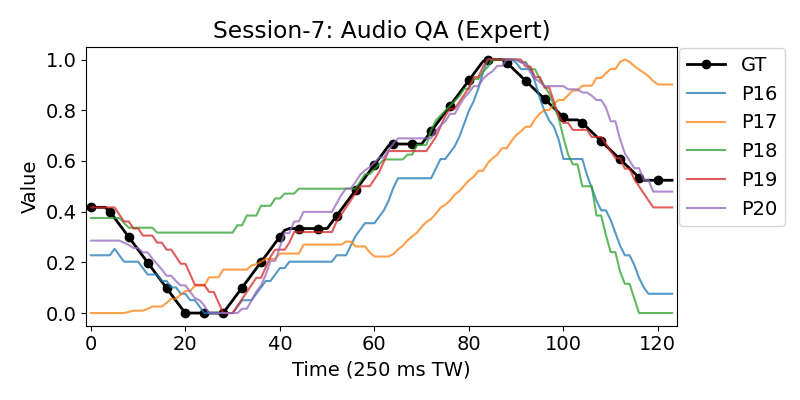 Session-7: Audio QA (Expert)
Value
1.0
0.8
0.6
0.4
0.2
0.0
0 20 40 60 80 100 120
Time (250 ms TW)
GT
P16
P17
P18
P19
P20